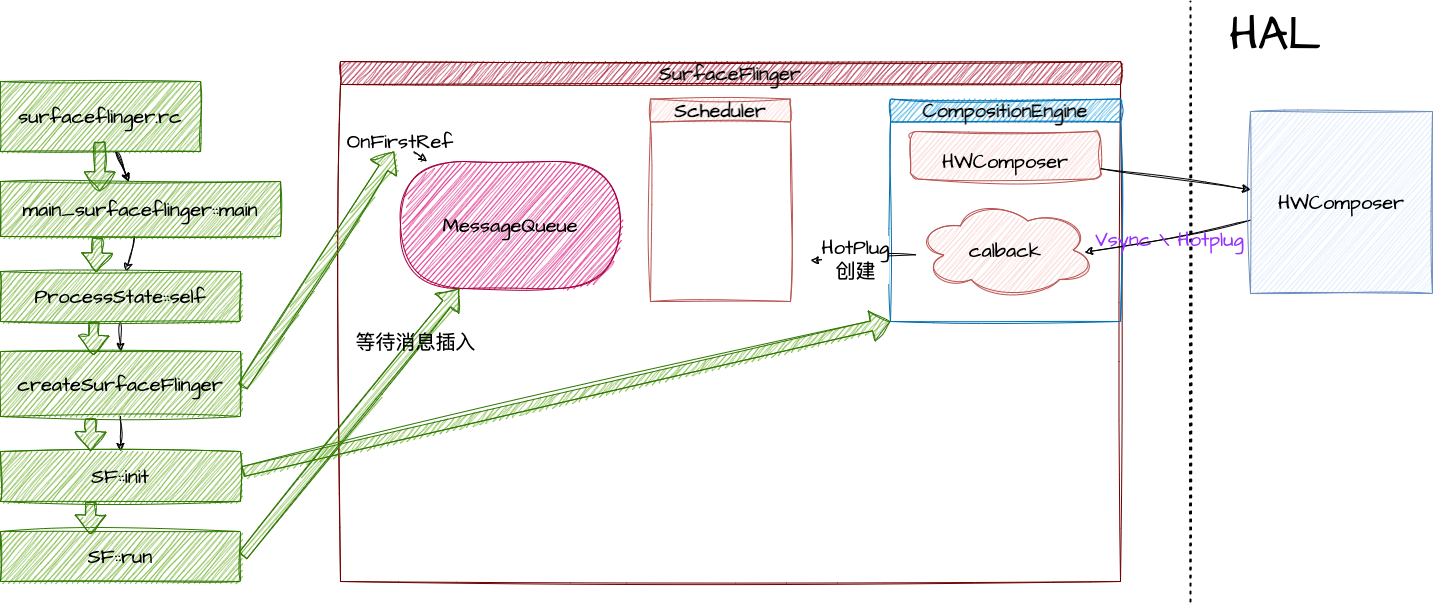 HAL
SurfaceFlinger
surfaceflinger.rc
main_surfaceflinger::main
ProcessState::self
createSurfaceFlinger
SF::init
SF::run
OnFirstRef
MessageQueue
等待消息插入
Scheduler
HotPlug
创建
CompositionEngine
HWComposer
calback
Vsync \ Hotplug
HWComposer